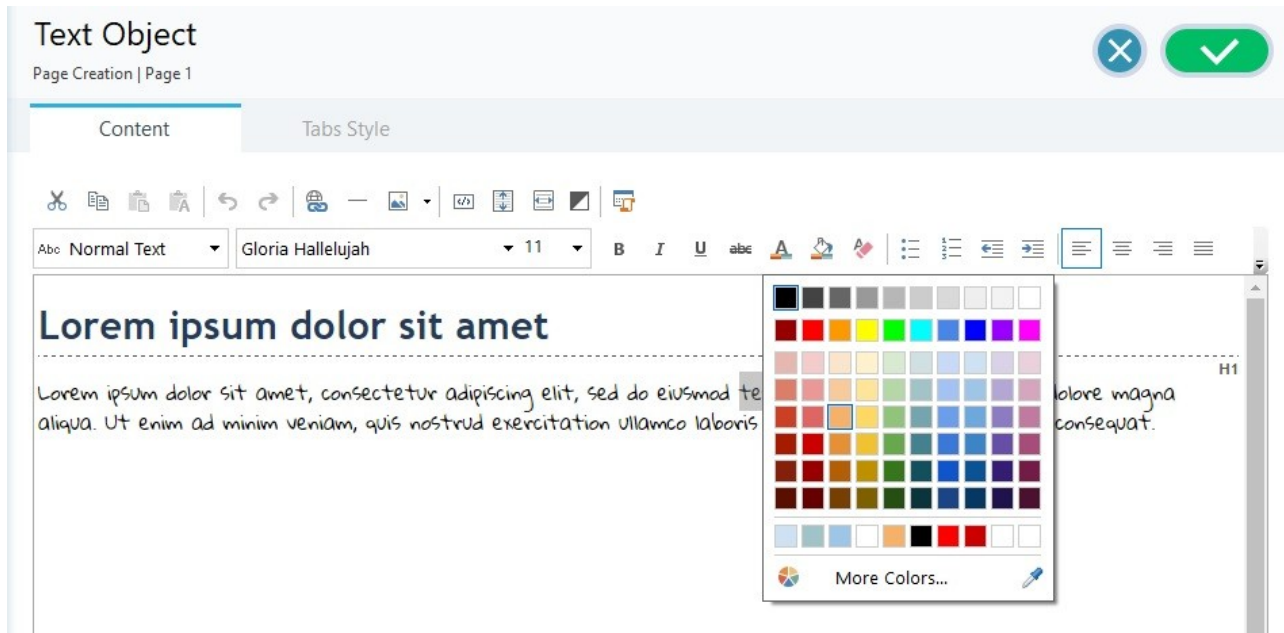 Text Object
Page Creation | Page 1
Content
Tabs Style
Abc Normal Text
Gloria Hallelujah
11
B I U abc A
Lorem ipsum dolor sit amet
H1
Lorem ipsum dolor sit amet, consectetur adipiscing elit, sed do eiusmod te
dolore magna
aliqua. Ut enim ad minim veniam, quis nostrud exercitation ullamco laboris
consequat.
More Colors...